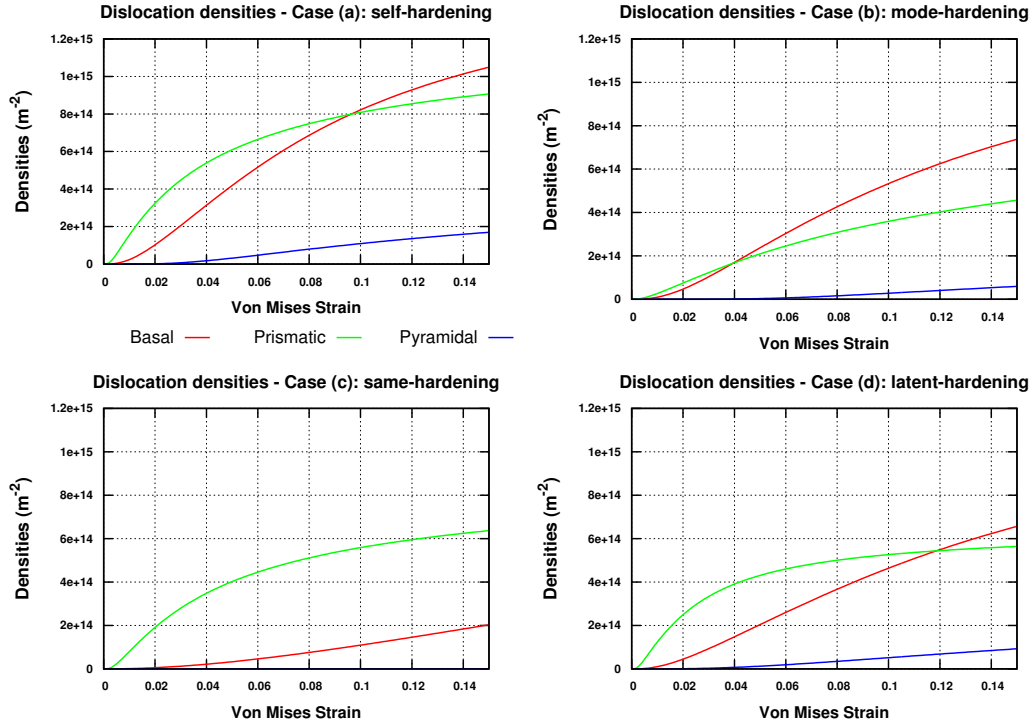 Dislocation densities - Case (a): self-hardening
1.2e+15
1e+15
8e+14
6e+14
4e+14
2e+14
0
Densities (m-2)
0 0.02 0.04 0.06 0.08 0.1 0.12 0.14
Von Mises Strain
Basal Prismatic Pyramidal
Dislocation densities - Case (b): mode-hardening
1.2e+15
1e+15
8e+14
6e+14
4e+14
2e+14
0
Densities (m-2)
0 0.02 0.04 0.06 0.08 0.1 0.12 0.14
Von Mises Strain
Dislocation densities - Case (c): same-hardening
1.2e+15
1e+15
8e+14
6e+14
4e+14
2e+14
0
Densities (m-2)
0 0.02 0.04 0.06 0.08 0.1 0.12 0.14
Von Mises Strain
Dislocation densities - Case (d): latent-hardening
1.2e+15
1e+15
8e+14
6e+14
4e+14
2e+14
0
Densities (m-2)
0 0.02 0.04 0.06 0.08 0.1 0.12 0.14
Von Mises Strain